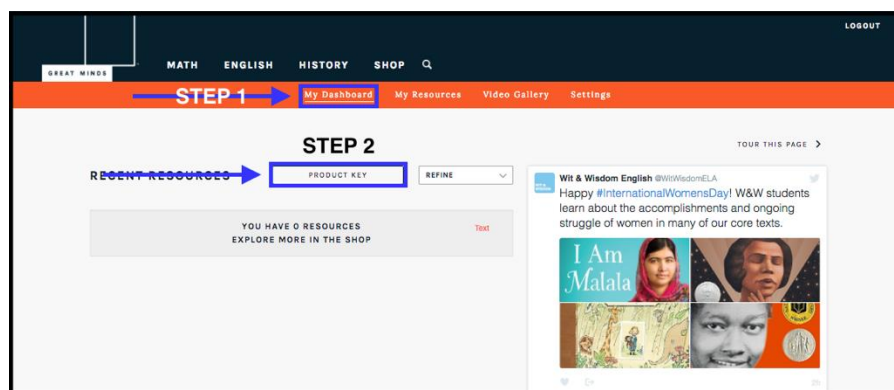 LOGOUT
GREAT MINDS
MATH ENGLISH HISTORY SHOP
STEP 1
My Dashboard My Resources Video Gallery Settings
STEP 2
TOUR THIS PAGE
RECENT RESOURCES
PRODUCT KEY
REFINE
YOU HAVE 0 RESOURCES
EXPLORE MORE IN THE SHOP
Text
Wit & Wisdom English @WitWisdomELA
Happy #InternationalWomensDay! W&W students
learn about the accomplishments and ongoing
struggle of women in many of our core texts.
I Am
Malala